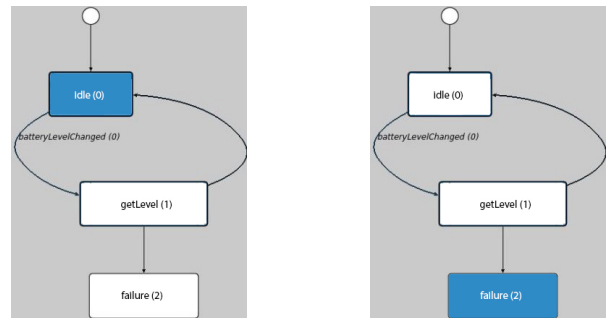 Idle (0)
batteryLevelChanged (0)
getLevel (1)
failure (2)
Idle (0)
batteryLevelChanged (0)
getLevel (1)
failure (2)